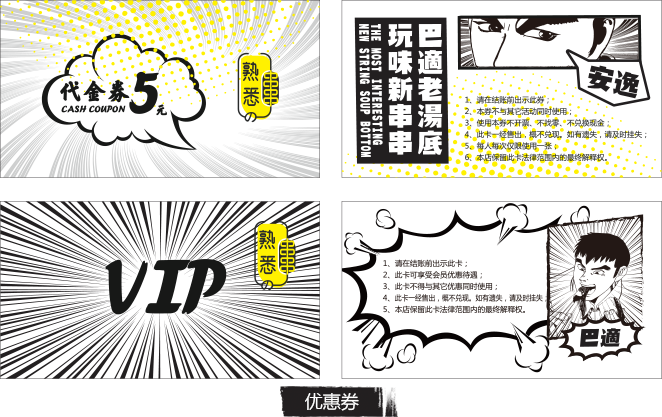 代金券5元
CASH COUPON
熟悉の
串串
巴適老湯底
玩味新串串
THE MOST INTERESTING
NEW STRING SOUP BOTTOM
安逸
1、请在结账前出示此券；
2、本券不与其它活动同时使用；
3、使用本券不开票、不找零、不兑换现金；
4、此卡一经售出，概不兑现。如有遗失，请及时挂失；
5、每人每次仅限使用一张；
6、本店保留此卡法律范围内的最终解释权。
VIP
熟悉の
串串
1、请在结账前出示此卡；
2、此卡可享受会员优惠待遇；
3、此卡不得与其它优惠同时使用；
4、此卡一经售出，概不兑现。如有遗失，请及时挂失；
5、本店保留此卡法律范围内的最终解释权。
巴適
优惠券